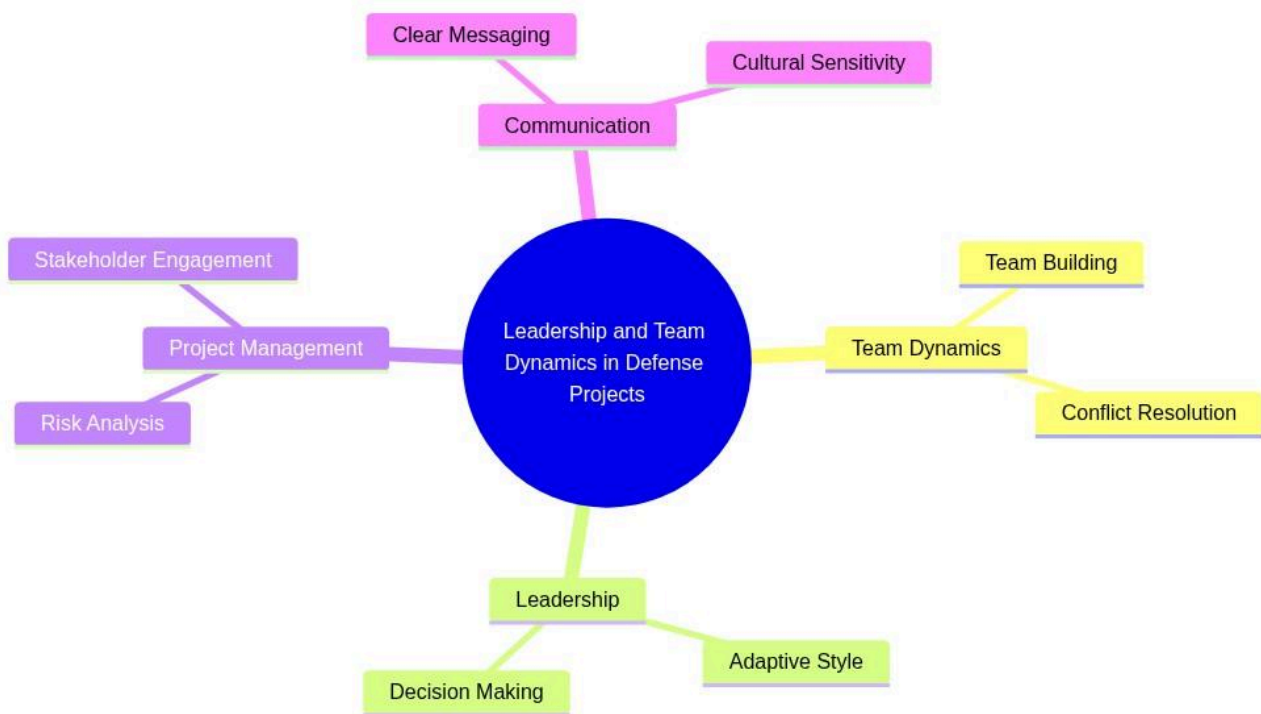 Clear Messaging
Cultural Sensitivity
Communication
Stakeholder Engagement
Team Building
Project Management
Leadership and Team
Dynamics in Defense
Projects
Team Dynamics
Risk Analysis
Conflict Resolution
Leadership
Adaptive Style
Decision Making